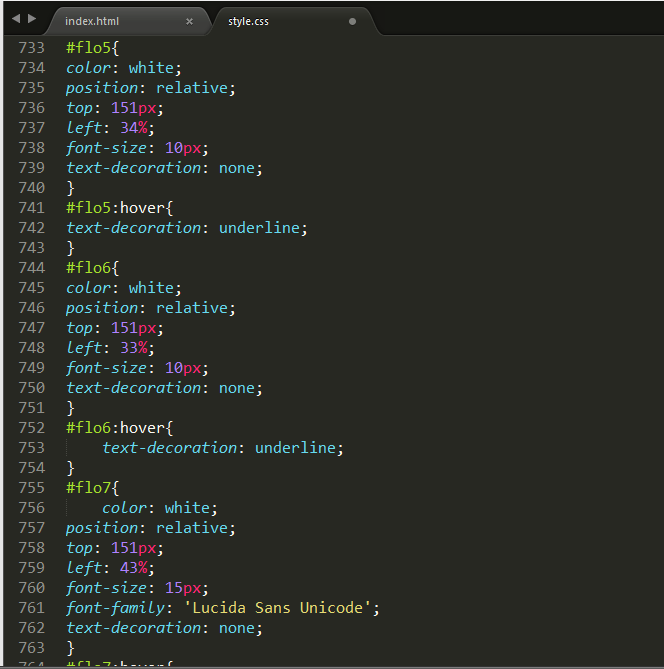 index.html × style.css
733 #flo5{
734 color: white;
735 position: relative;
736 top: 151px;
737 left: 34%;
738 font-size: 10px;
739 text-decoration: none;
740 }
741 #flo5:hover{
742 text-decoration: underline;
743 }
744 #flo6{
745 color: white;
746 position: relative;
747 top: 151px;
748 left: 33%;
749 font-size: 10px;
750 text-decoration: none;
751 }
752 #flo6:hover{
753     text-decoration: underline;
754 }
755 #flo7{
756     color: white;
757 position: relative;
758 top: 151px;
759 left: 43%;
760 font-size: 15px;
761 font-family: 'Lucida Sans Unicode';
762 text-decoration: none;
763 }
764 #flo7:hover{